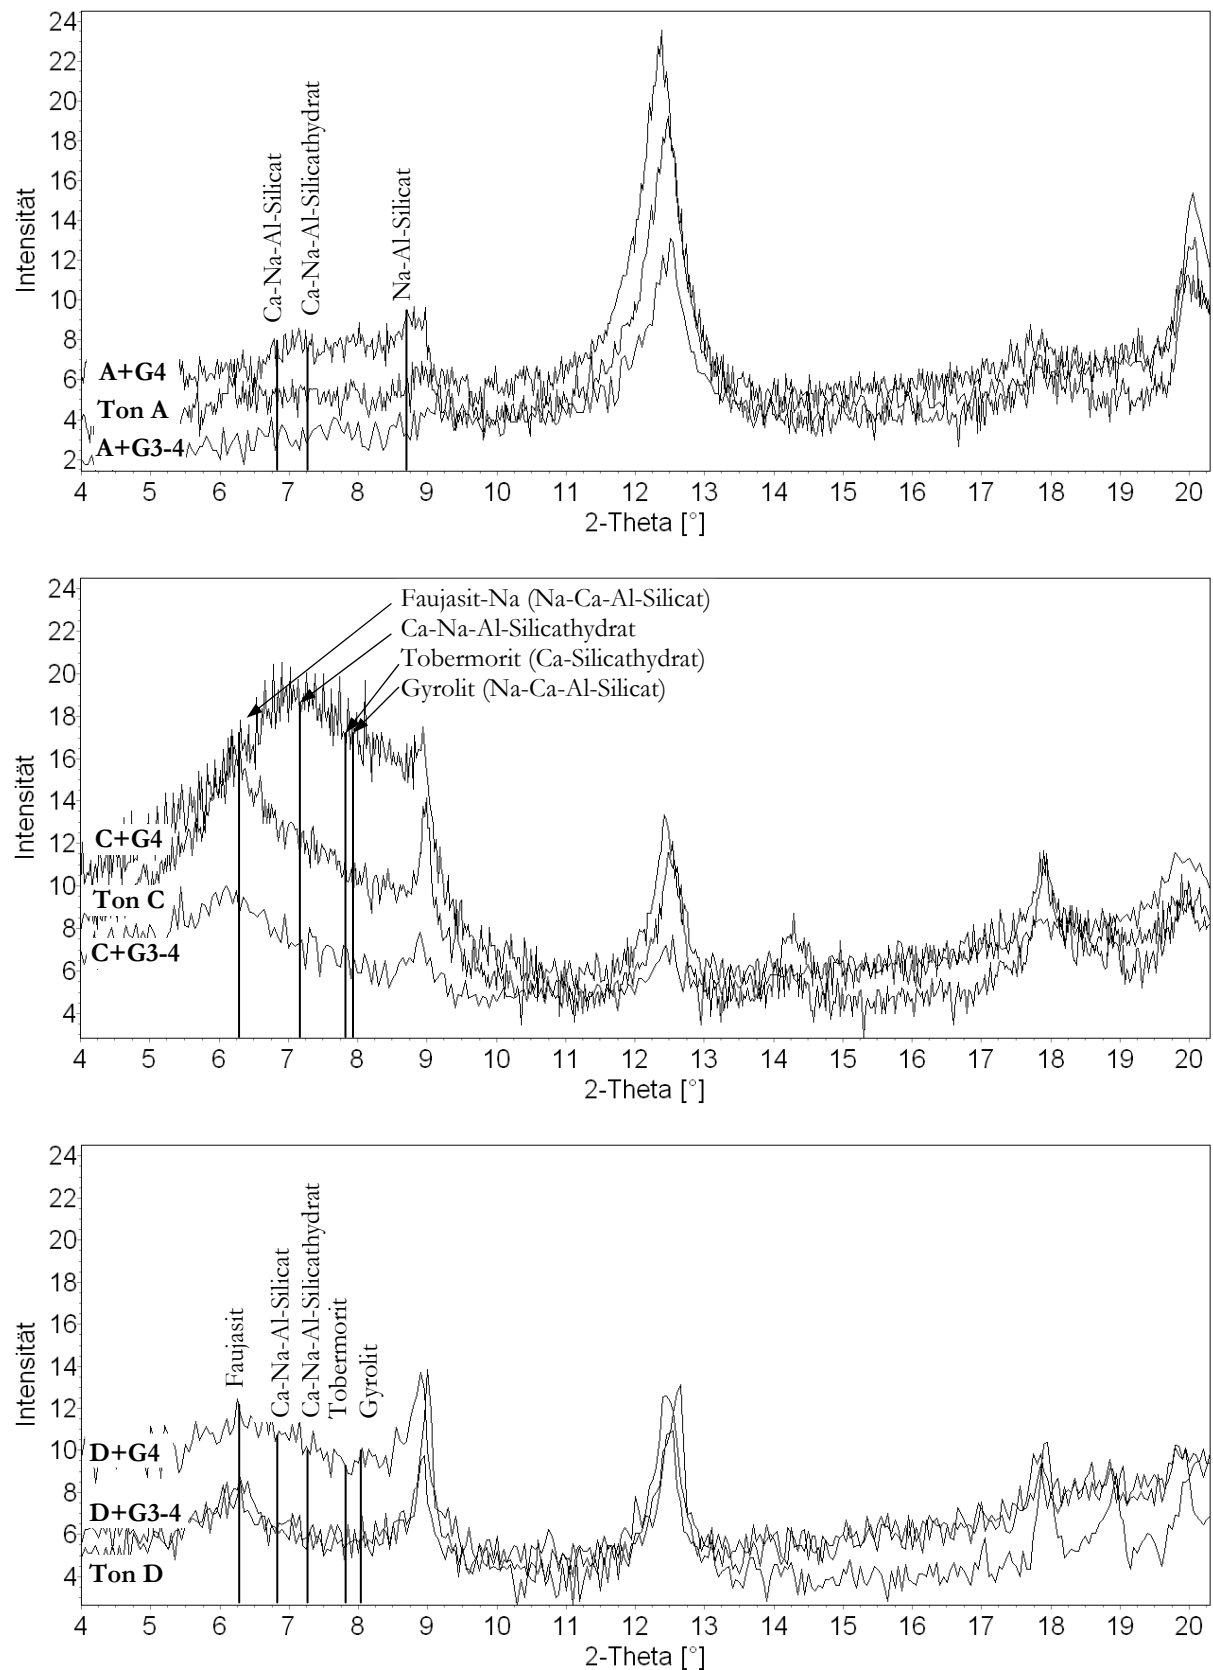 24
22
20
18
16
14
12
10
8
6
4
2
Intensität
Ca-Na-Al-Silicat
Ca-Na-Al-Silicathydrat
Na-Al-Silicat
A+G4
Ton A
A+G3-4
4 5 6 7 8 9 10 11 12 13 14 15 16 17 18 19 20
2-Theta [°]
24
22
20
18
16
14
12
10
8
6
4
Intensität
Faujasit-Na (Na-Ca-Al-Silicat)
Ca-Na-Al-Silicathydrat
Tobermorit (Ca-Silicathydrat)
Gyrolit (Na-Ca-Al-Silicat)
C+G4
Ton C
C+G3-4
4 5 6 7 8 9 10 11 12 13 14 15 16 17 18 19 20
2-Theta [°]
24
22
20
18
16
14
12
10
8
6
4
Intensität
Faujasit
Ca-Na-Al-Silicat
Ca-Na-Al-Silicathydrat
Tobermorit
Gyrolit
D+G4
D+G3-4
Ton D
4 5 6 7 8 9 10 11 12 13 14 15 16 17 18 19 20
2-Theta [°]